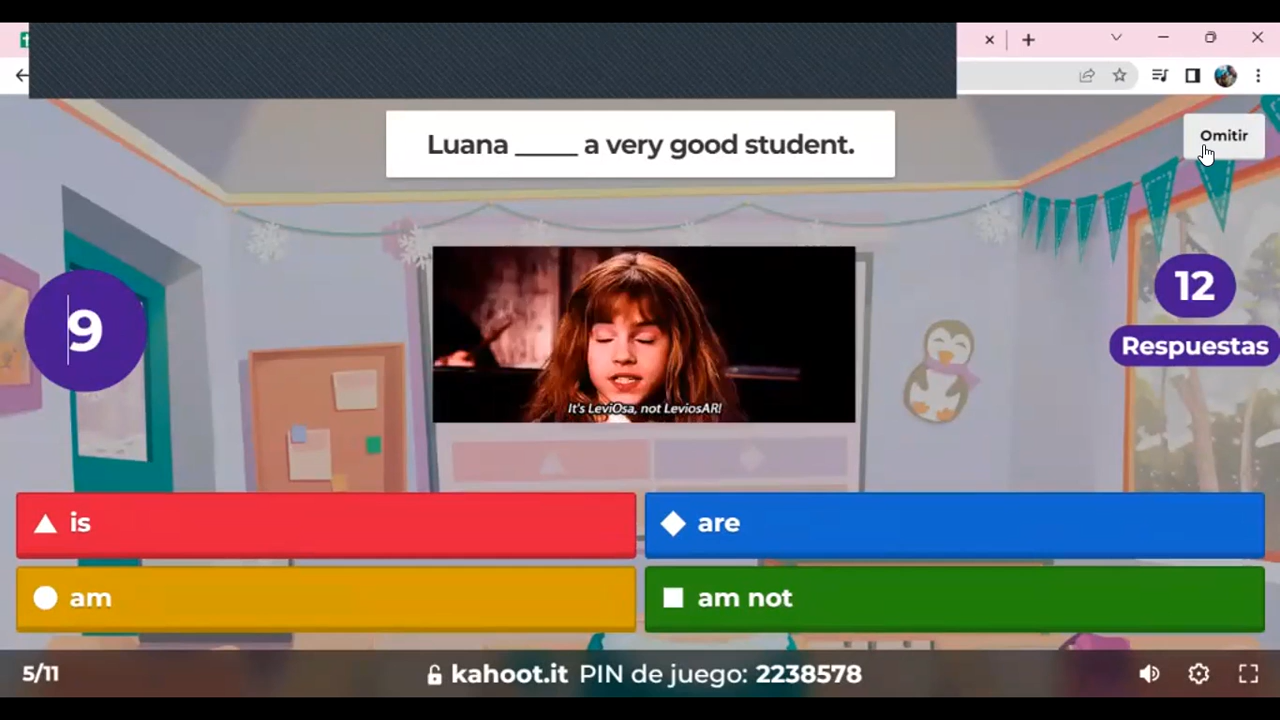 Luana _____ a very good student.
Omitir
9
12
Respuestas
It's LeviOsa, not LeviosAR!
is
are
am
am not
5/11
kahoot.it PIN de juego: 2238578